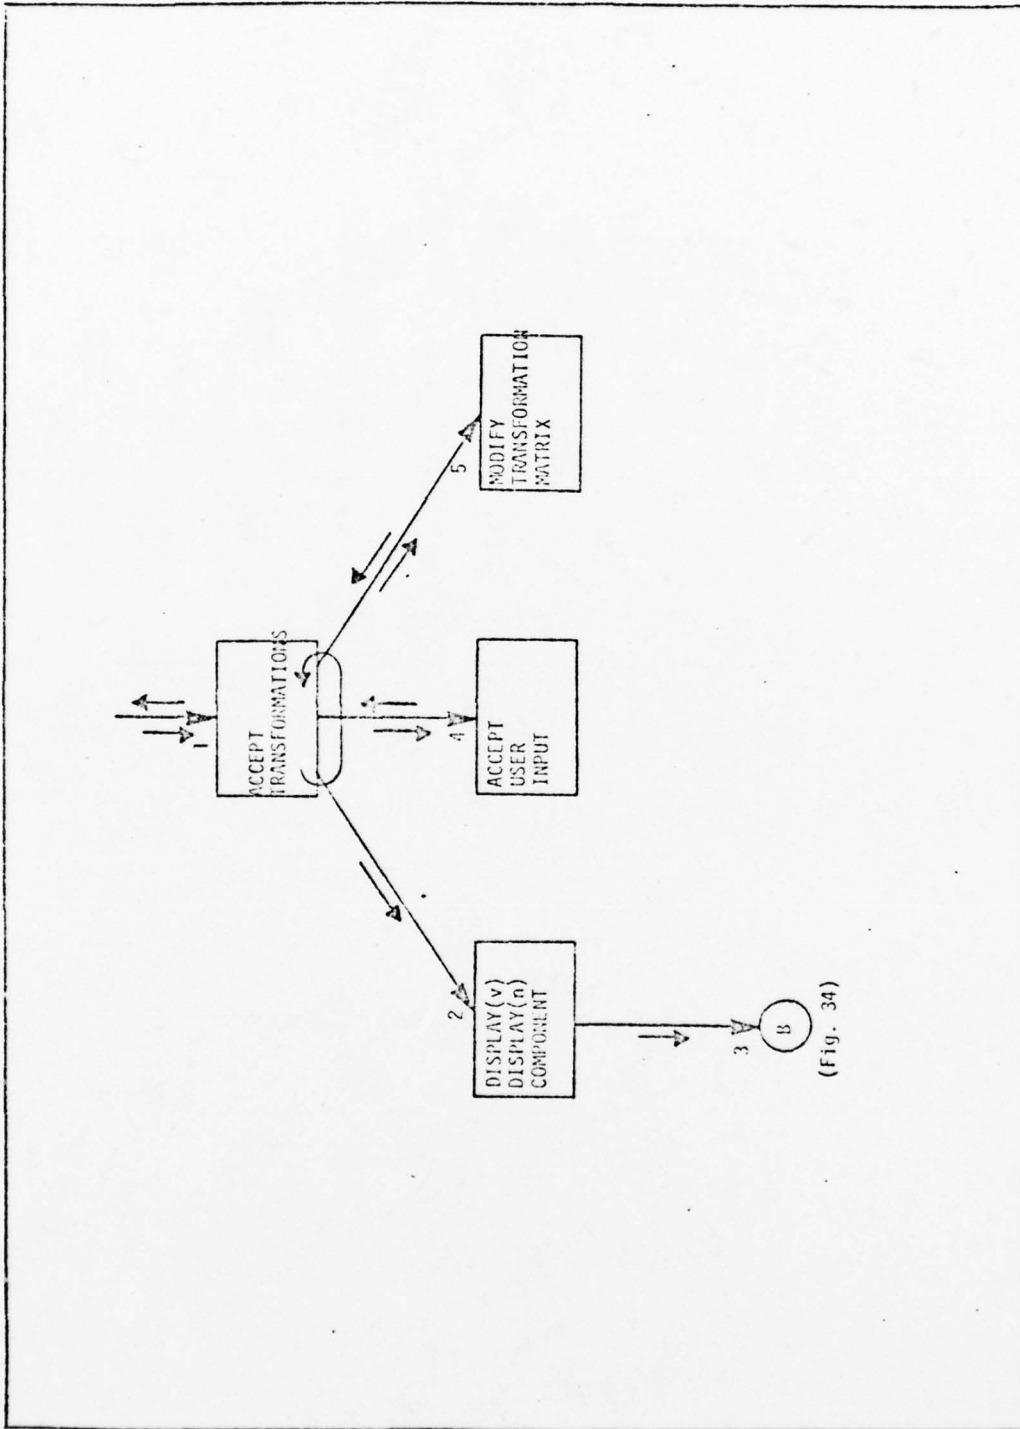 1
ACCEPT
TRANSFORMATIONS
2
DISPLAY(v)
DISPLAY(n)
COMPONENT
4
ACCEPT
USER
INPUT
5
MODIFY
TRANSFORMATION
MATRIX
3
B
(Fig. 34)